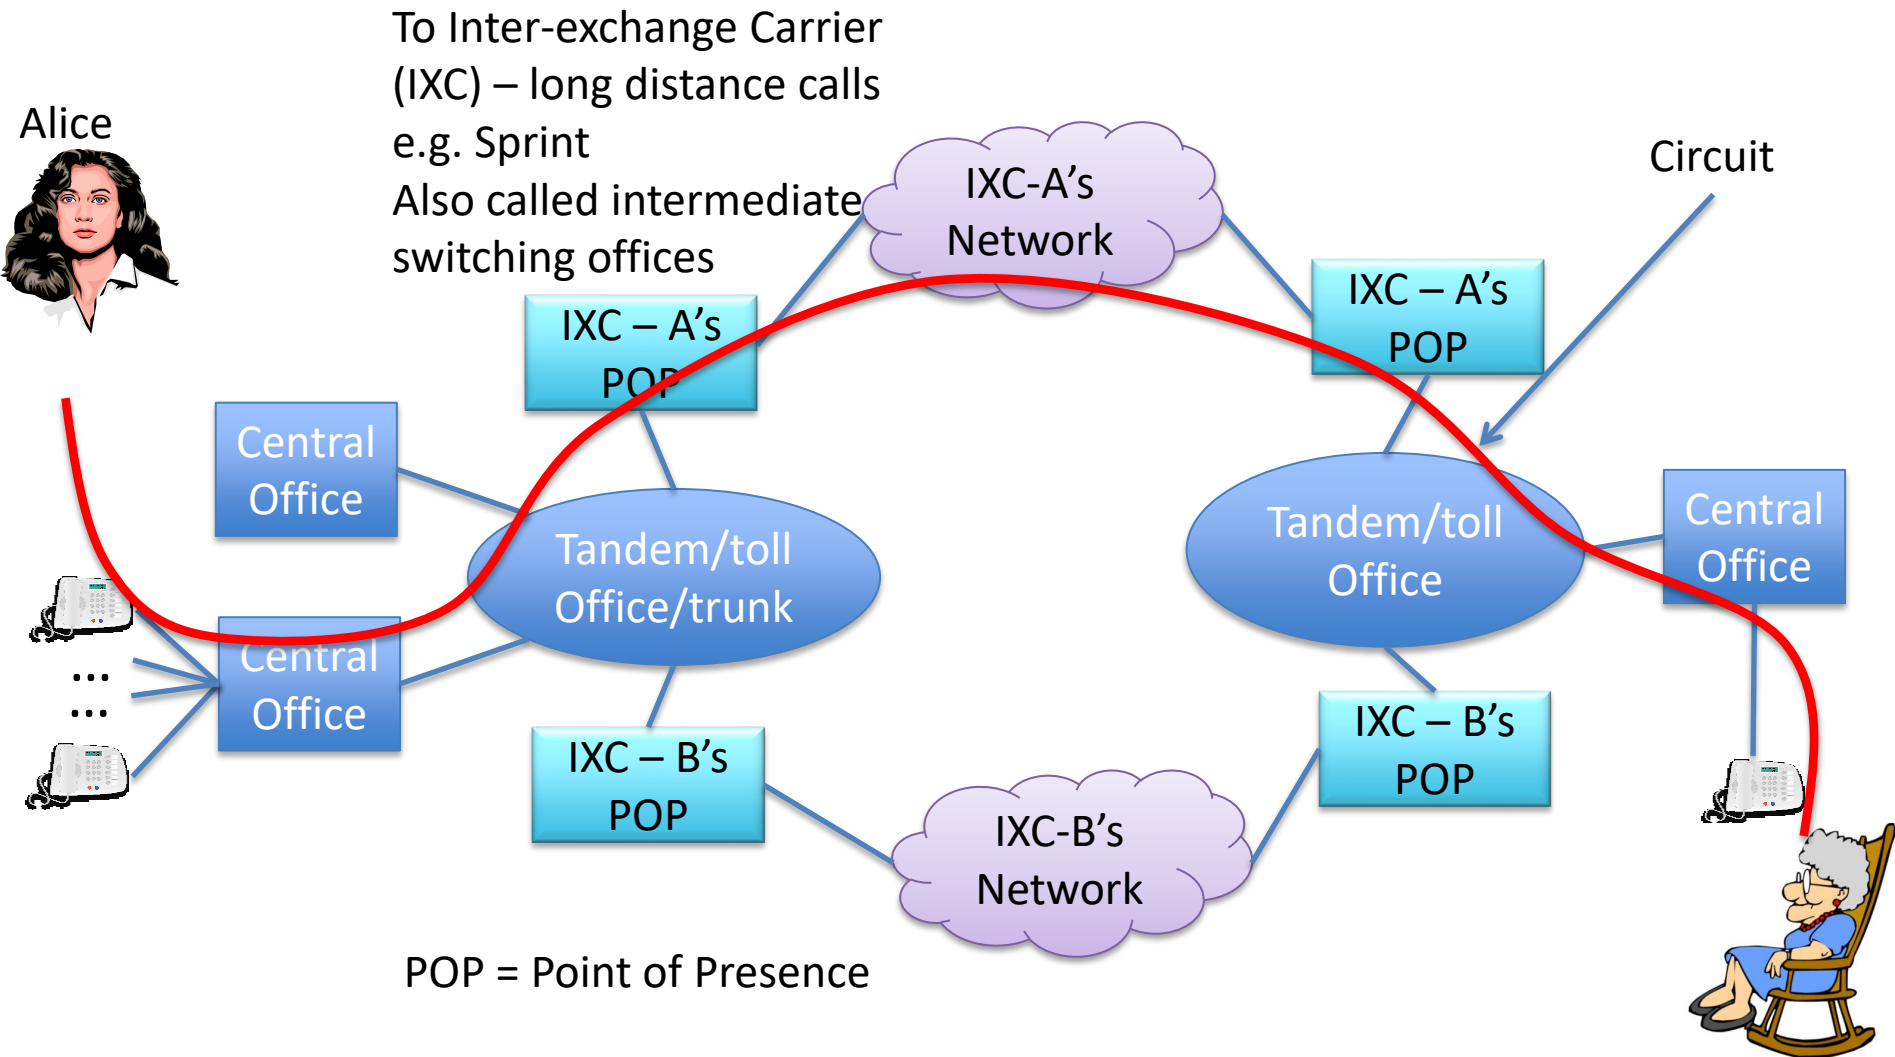 To Inter-exchange Carrier
(IXC) – long distance calls
e.g. Sprint
Also called intermediate
switching offices
Alice
IXC-A’s
Network
Circuit
IXC – A’s
POP
IXC – A’s
POP
Central
Office
Tandem/toll
Office/trunk
Tandem/toll
Office
Central
Office
...
...
Central
Office
IXC – B’s
POP
IXC – B’s
POP
IXC-B’s
Network
POP = Point of Presence